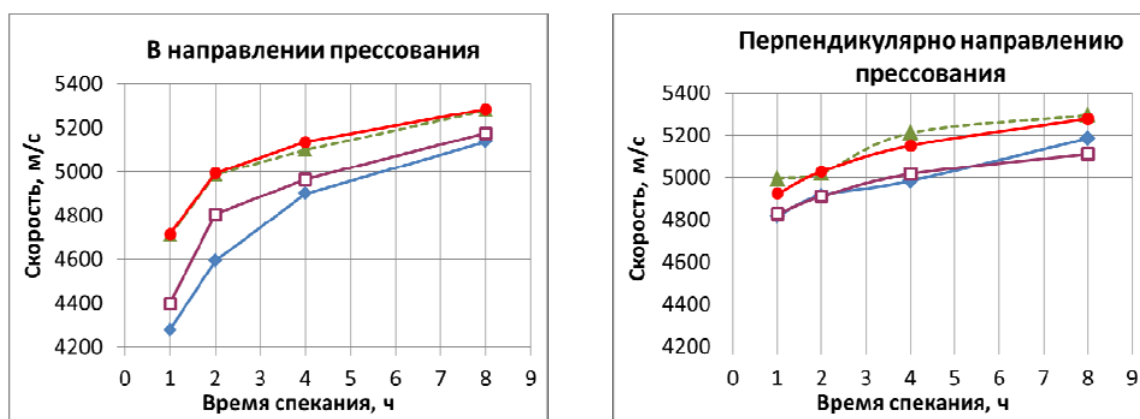 В направлении прессования
5400
5200
5000
4800
4600
4400
4200
Скорость, м/с
0 1 2 3 4 5 6 7 8 9
Время спекания, ч
Перпендикулярно направлению
прессования
5400
5200
5000
4800
4600
4400
4200
Скорость, м/с
0 1 2 3 4 5 6 7 8 9
Время спекания, ч